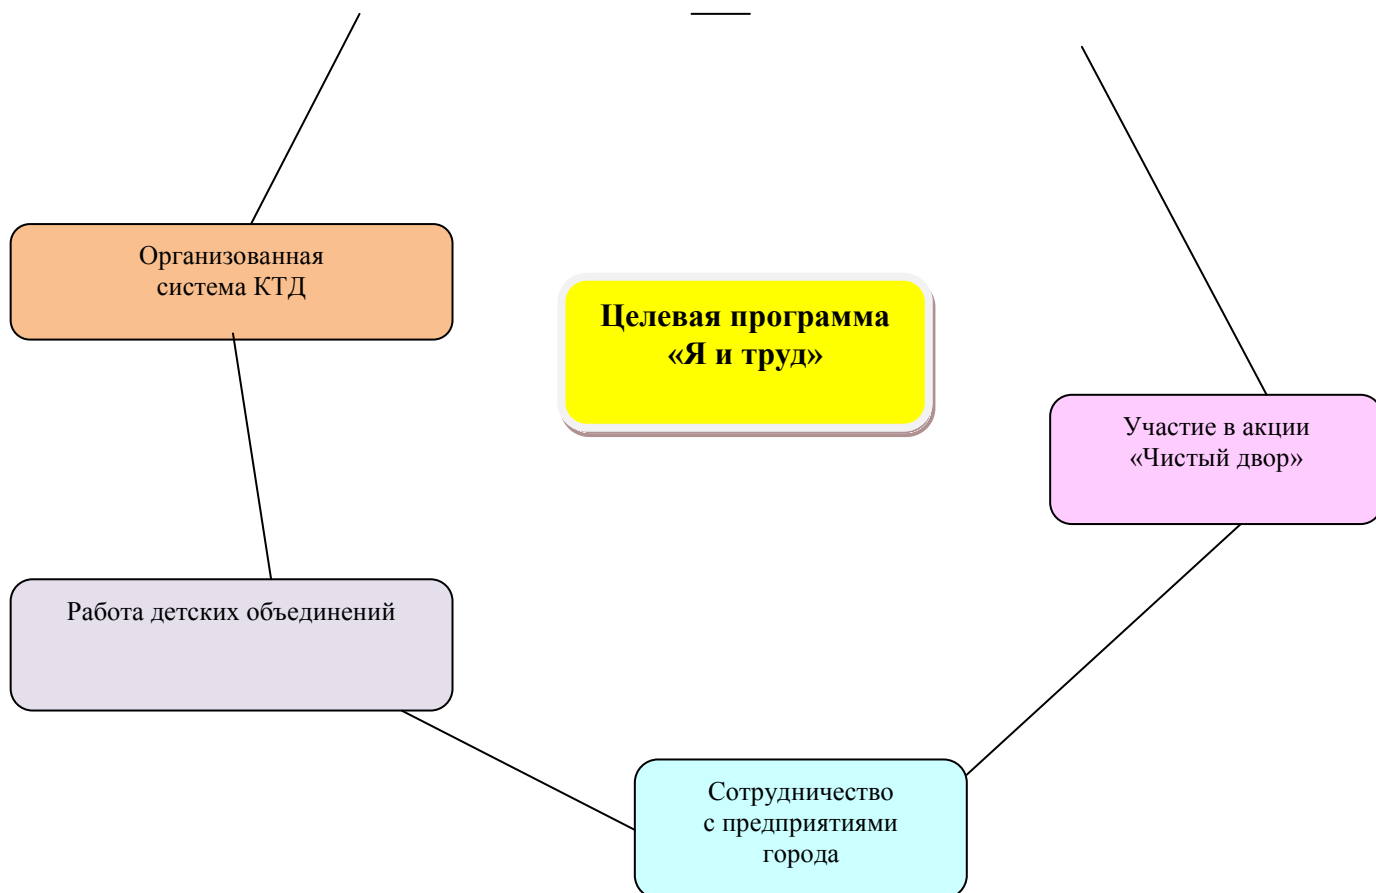 Организованная
система КТД
Целевая программа
«Я и труд»
Участие в акции
«Чистый двор»
Работа детских объединений
Сотрудничество
с предприятиями
города